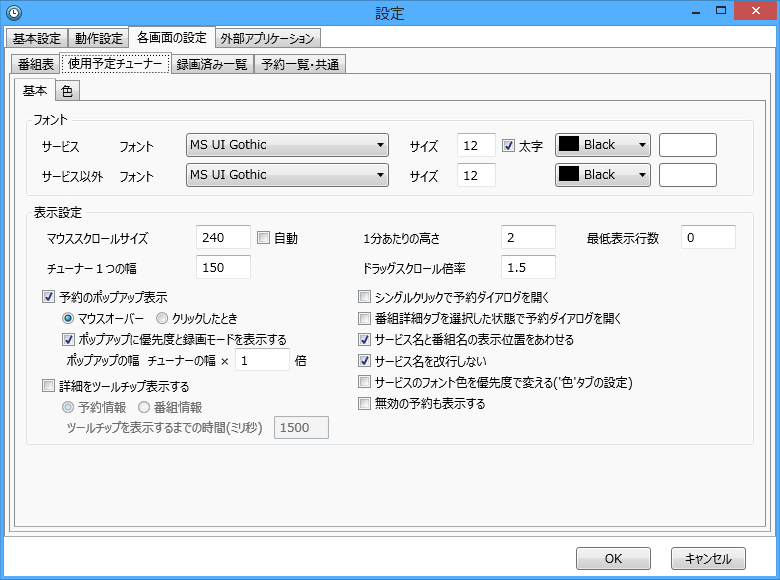 設定
基本設定 動作設定 各画面の設定 外部アプリケーション
番組表 使用予定チューナー 録画済み一覧 予約一覧・共通
基本 色
フォント
サービス フォント MS UI Gothic サイズ 12 太字 Black
サービス以外 フォント MS UI Gothic サイズ 12 Black
表示設定
マウススクロールサイズ 240 自動 1分あたりの高さ 2 最低表示行数 0
チューナー１つの幅 150 ドラッグスクロール倍率 1.5
予約のポップアップ表示 シングルクリックで予約ダイアログを開く
マウスオーバー クリックしたとき 番組詳細タブを選択した状態で予約ダイアログを開く
ポップアップに優先度と録画モードを表示する サービス名と番組名の表示位置をあわせる
ポップアップの幅 チューナーの幅 × 1 倍 サービス名を改行しない
詳細をツールチップ表示する サービスのフォント色を優先度で変える('色'タブの設定)
予約情報 番組情報 無効の予約も表示する
ツールチップを表示するまでの時間(ミリ秒) 1500
OK キャンセル